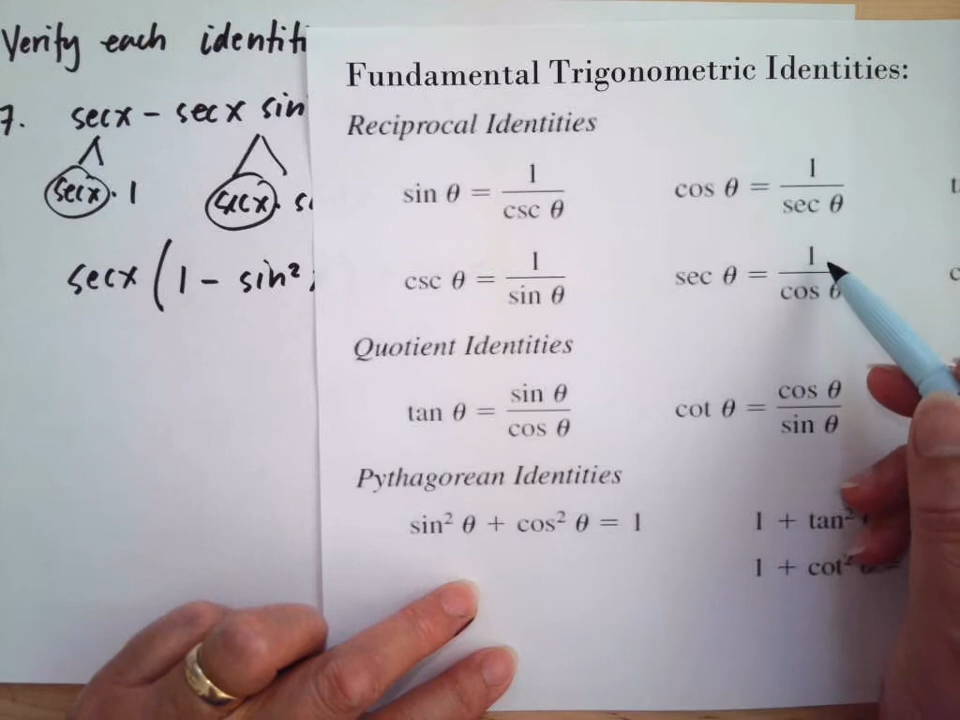 Verify each identiti
7. secx - secx sin
secx · 1 secx · s
secx (1 - sin²
Fundamental Trigonometric Identities:
Reciprocal Identities
sin θ = 1/csc θ cos θ = 1/sec θ t
csc θ = 1/sin θ sec θ = 1/cos θ c
Quotient Identities
tan θ = sin θ/cos θ cot θ = cos θ/sin θ
Pythagorean Identities
sin² θ + cos² θ = 1 1 + tan²
1 + cot²